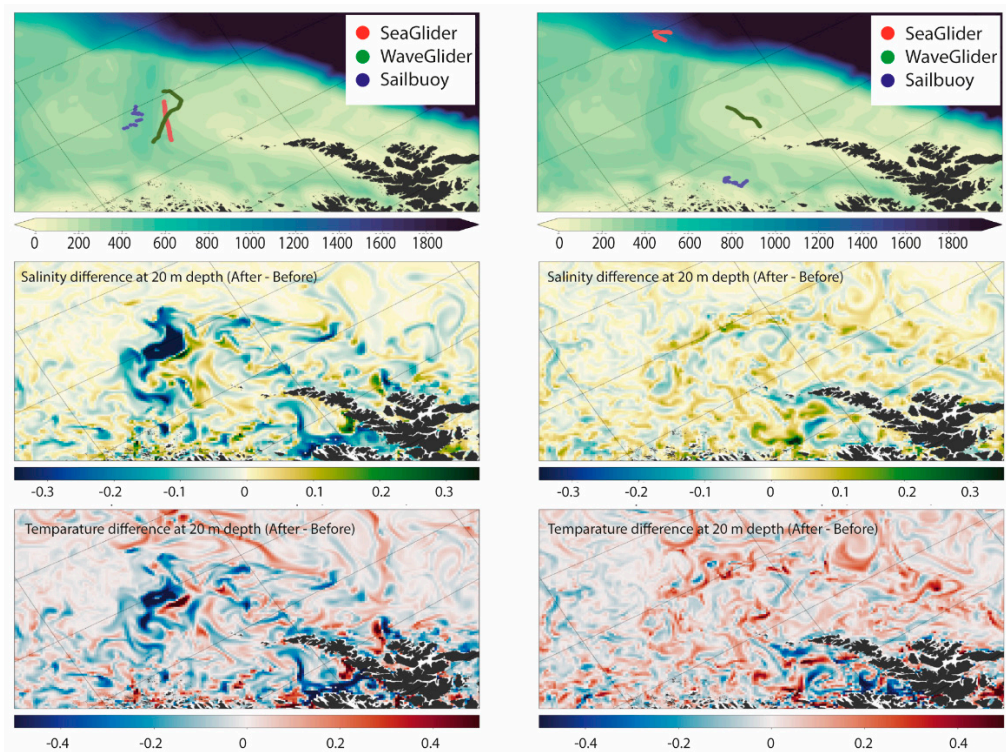 SeaGlider
WaveGlider
Sailbuoy
SeaGlider
WaveGlider
Sailbuoy
0 200 400 600 800 1000 1200 1400 1600 1800
0 200 400 600 800 1000 1200 1400 1600 1800
Salinity difference at 20 m depth (After - Before)
Salinity difference at 20 m depth (After - Before)
-0.3 -0.2 -0.1 0 0.1 0.2 0.3
-0.3 -0.2 -0.1 0 0.1 0.2 0.3
Temparature difference at 20 m depth (After - Before)
Temparature difference at 20 m depth (After - Before)
-0.4 -0.2 0 0.2 0.4
-0.4 -0.2 0 0.2 0.4